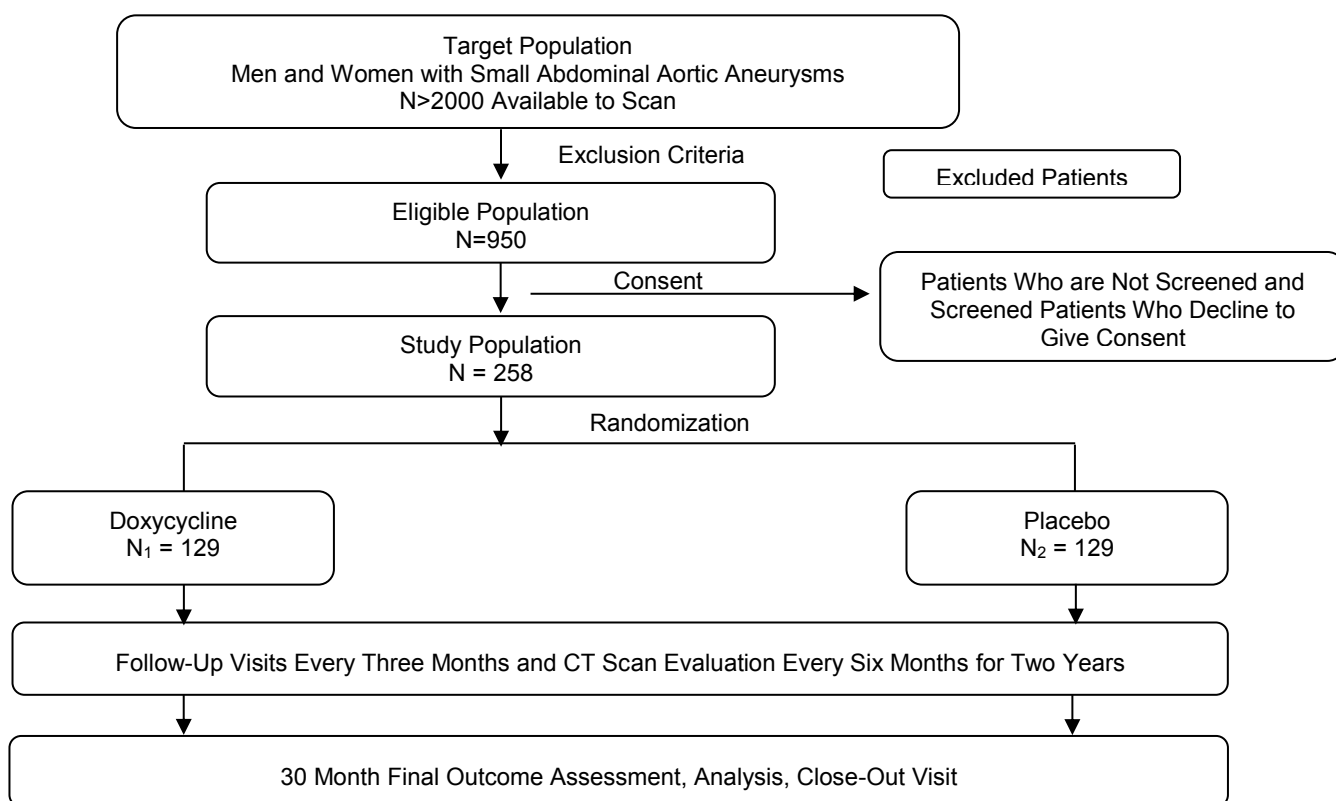 Target Population
Men and Women with Small Abdominal Aortic Aneurysms
N>2000 Available to Scan
Exclusion Criteria
Excluded Patients
Eligible Population
N=950
Consent
Patients Who are Not Screened and
Screened Patients Who Decline to
Give Consent
Study Population
N = 258
Randomization
Doxycycline
N₁ = 129
Placebo
N₂ = 129
Follow-Up Visits Every Three Months and CT Scan Evaluation Every Six Months for Two Years
30 Month Final Outcome Assessment, Analysis, Close-Out Visit